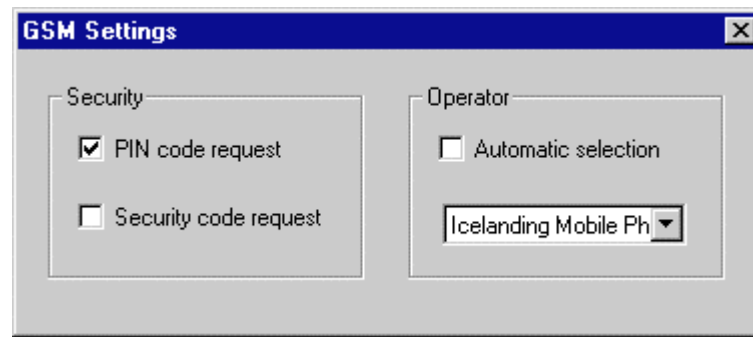 GSM Settings
Security
PIN code request
Security code request
Operator
Automatic selection
Icelanding Mobile Ph